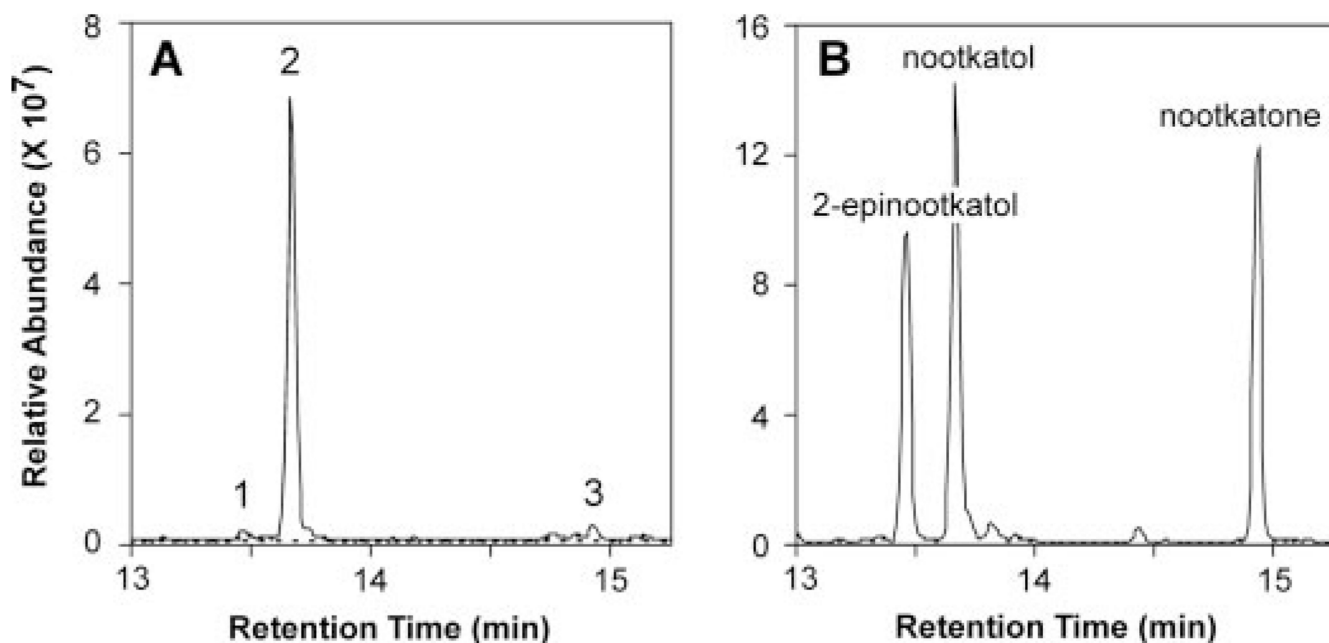 A
B
Relative Abundance (X 10^7)
8
6
4
2
0
1
2
3
13
14
15
Retention Time (min)
16
12
8
4
0
2-epinootkatol
nootkatol
nootkatone
13
14
15
Retention Time (min)